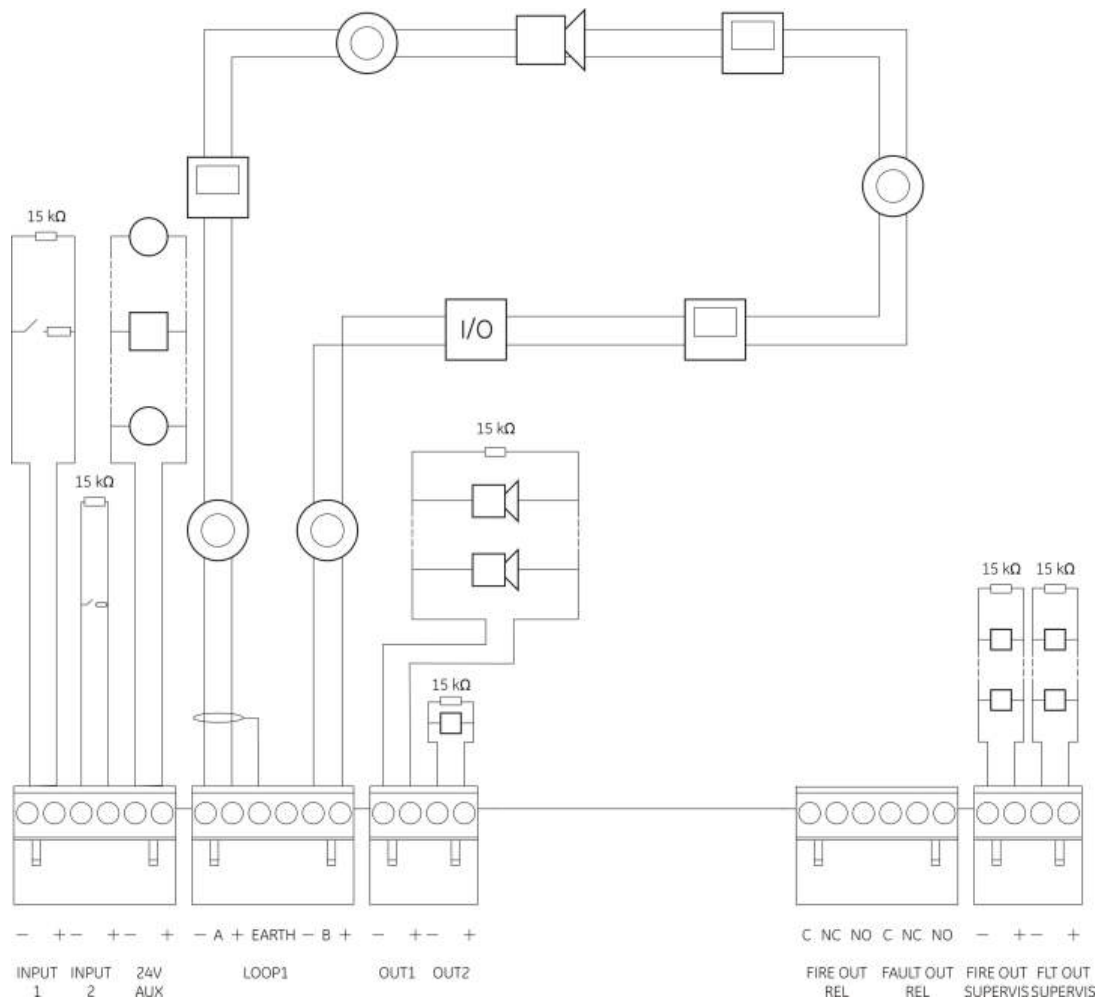 15 kΩ
I/O
15 kΩ
15 kΩ
15 kΩ 15 kΩ
15 kΩ
− + − + − + − A + EARTH − B + − + − + C NC NO C NC NO − + − +
INPUT 1 INPUT 2 24V AUX LOOP1 OUT1 OUT2 FIRE OUT REL FAULT OUT REL FIRE OUT SUPERVIS FLT OUT SUPERVIS